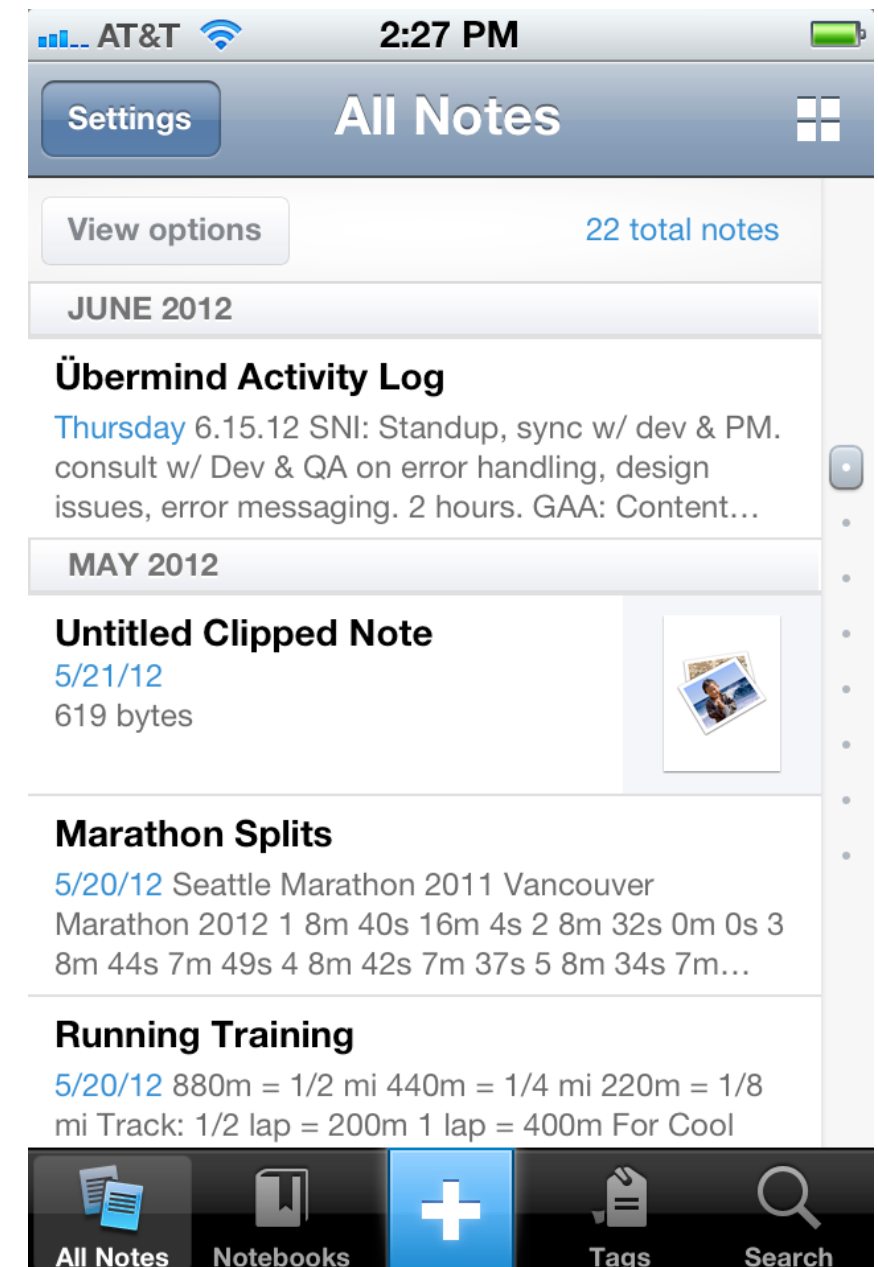 AT&T 2:27 PM
Settings All Notes
View options 22 total notes
JUNE 2012
Übermind Activity Log
Thursday 6.15.12 SNI: Standup, sync w/ dev & PM.
consult w/ Dev & QA on error handling, design
issues, error messaging. 2 hours. GAA: Content...
MAY 2012
Untitled Clipped Note
5/21/12
619 bytes
Marathon Splits
5/20/12 Seattle Marathon 2011 Vancouver
Marathon 2012 1 8m 40s 16m 4s 2 8m 32s 0m 0s 3
8m 44s 7m 49s 4 8m 42s 7m 37s 5 8m 34s 7m...
Running Training
5/20/12 880m = 1/2 mi 440m = 1/4 mi 220m = 1/8
mi Track: 1/2 lap = 200m 1 lap = 400m For Cool
All Notes Notebooks Tags Search